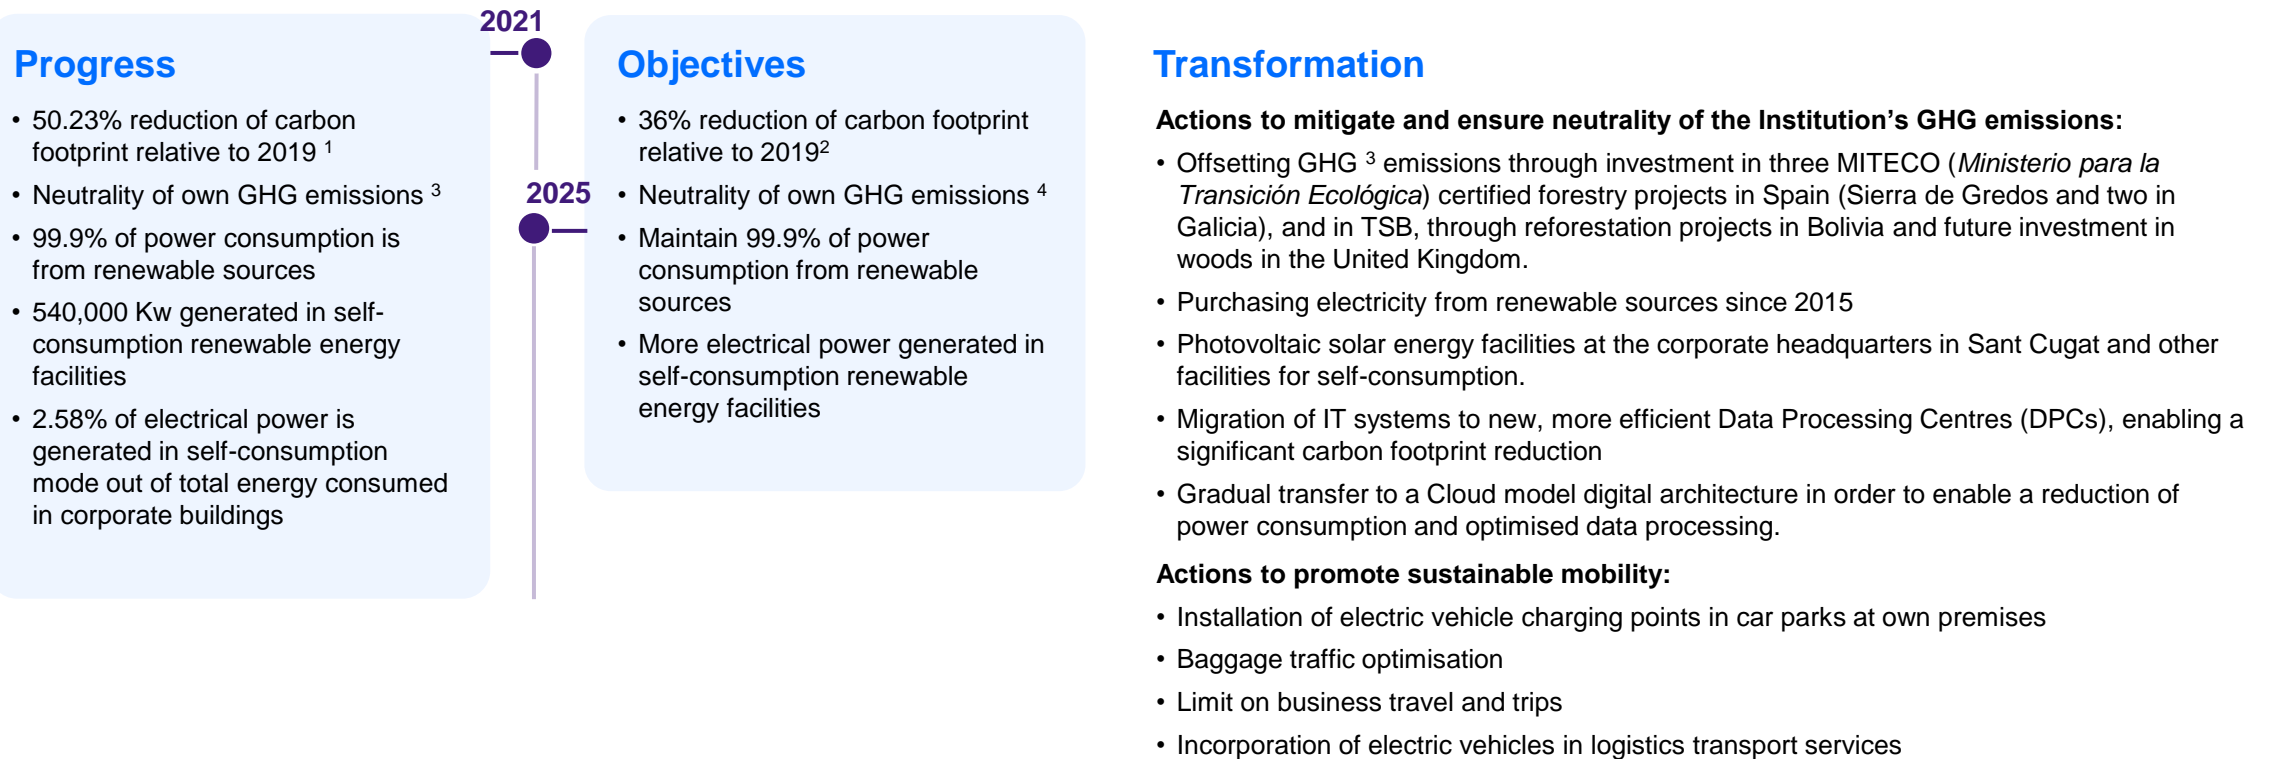 2021
Progress
• 50.23% reduction of carbon
footprint relative to 2019 ¹
• Neutrality of own GHG emissions ³
• 99.9% of power consumption is
from renewable sources
• 540,000 Kw generated in self-
consumption renewable energy
facilities
• 2.58% of electrical power is
generated in self-consumption
mode out of total energy consumed
in corporate buildings
2025
Objectives
• 36% reduction of carbon footprint
relative to 2019²
• Neutrality of own GHG emissions ⁴
• Maintain 99.9% of power
consumption from renewable
sources
• More electrical power generated in
self-consumption renewable
energy facilities
Transformation
Actions to mitigate and ensure neutrality of the Institution’s GHG emissions:
• Offsetting GHG ³ emissions through investment in three MITECO (Ministerio para la
Transición Ecológica) certified forestry projects in Spain (Sierra de Gredos and two in
Galicia), and in TSB, through reforestation projects in Bolivia and future investment in
woods in the United Kingdom.
• Purchasing electricity from renewable sources since 2015
• Photovoltaic solar energy facilities at the corporate headquarters in Sant Cugat and other
facilities for self-consumption.
• Migration of IT systems to new, more efficient Data Processing Centres (DPCs), enabling a
significant carbon footprint reduction
• Gradual transfer to a Cloud model digital architecture in order to enable a reduction of
power consumption and optimised data processing.
Actions to promote sustainable mobility:
• Installation of electric vehicle charging points in car parks at own premises
• Baggage traffic optimisation
• Limit on business travel and trips
• Incorporation of electric vehicles in logistics transport services